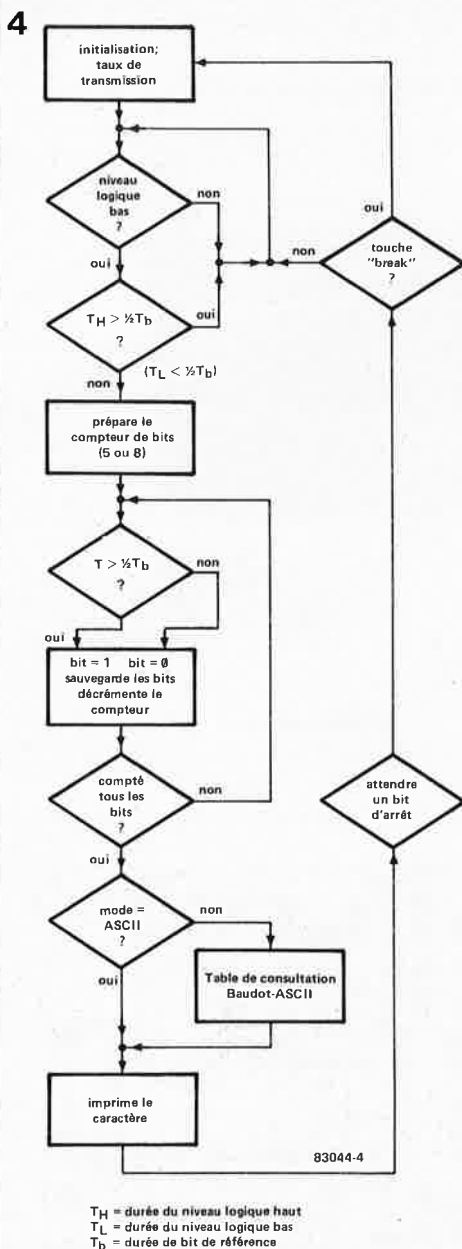 4
initialisation;
taux de
transmission
niveau
logique
bas
?
non
oui
oui
touche
"break"
?
non
T_H > ½T_b
?
oui
non
(T_L < ½T_b)
prépare le
compteur de bits
(5 ou 8)
T > ½T_b
?
non
oui
bit = 1 bit = 0
sauvegarde les bits
décrémente le
compteur
compté
tous les
bits
?
non
oui
attendre
un bit
d'arrêt
mode =
ASCII
?
non
oui
Table de consultation
Baudot-ASCII
imprime le
caractère
83044-4
T_H = durée du niveau logique haut
T_L = durée du niveau logique bas
T_b = durée de bit de référence